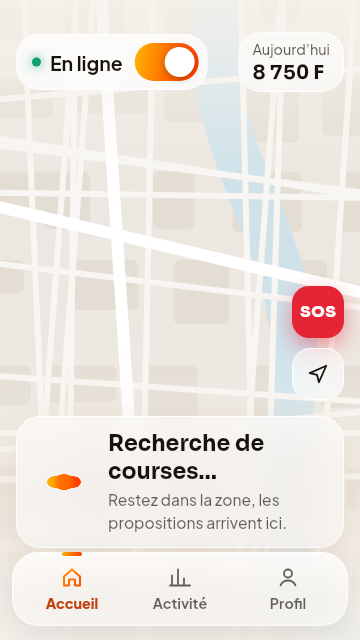 En ligne
Aujourd’hui
8 750 F
SOS
Recherche de
courses...
Restez dans la zone, les
propositions arrivent ici.
Accueil
Activité
Profil